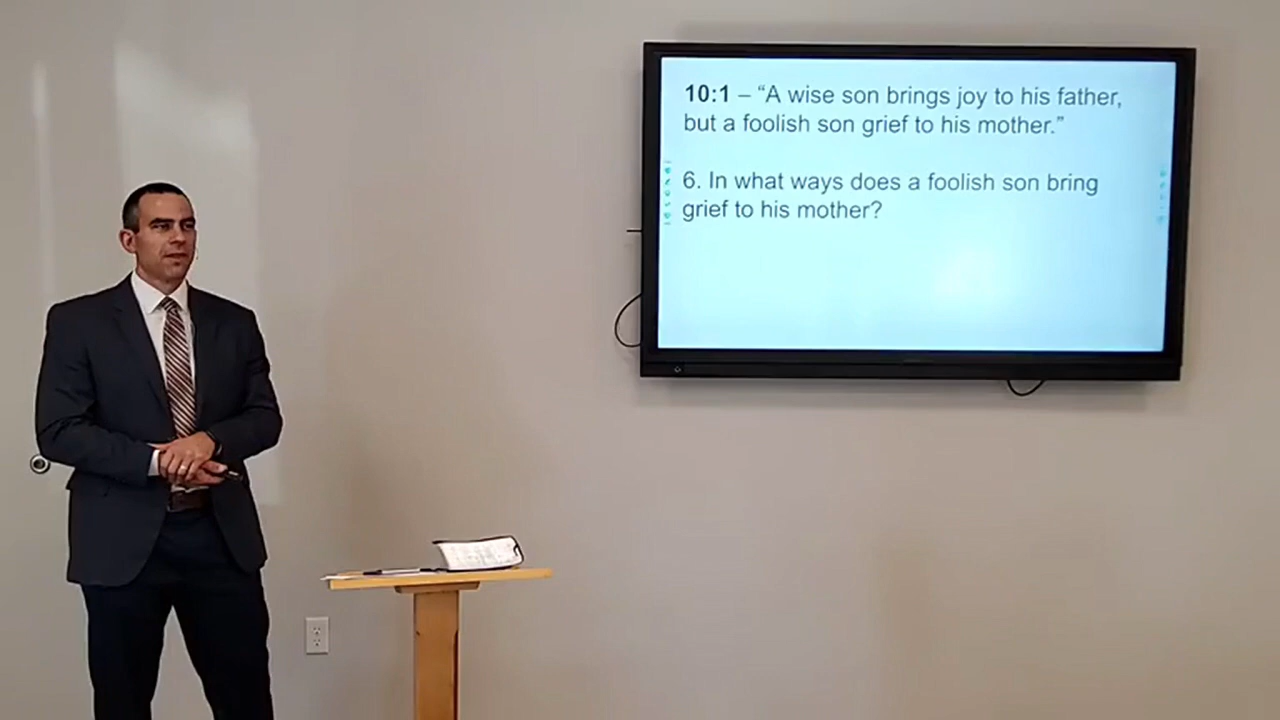 10:1 – “A wise son brings joy to his father,
but a foolish son grief to his mother.”
6. In what ways does a foolish son bring
grief to his mother?